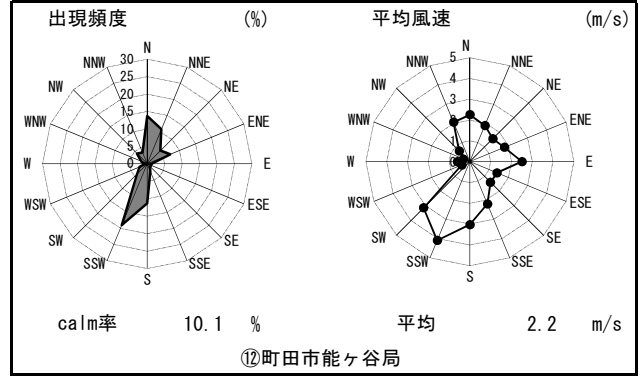 出現頻度 (%)
N
NNE
NE
ENE
E
ESE
SE
SSE
S
SSW
SW
WSW
W
WNW
NW
NNW
30
25
20
15
10
5
0
calm率 10.1 %
平均風速 (m/s)
N
NNE
NE
ENE
E
ESE
SE
SSE
S
SSW
SW
WSW
W
WNW
NW
NNW
5
4
3
2
1
0
平均 2.2 m/s
⑫町田市能ヶ谷局